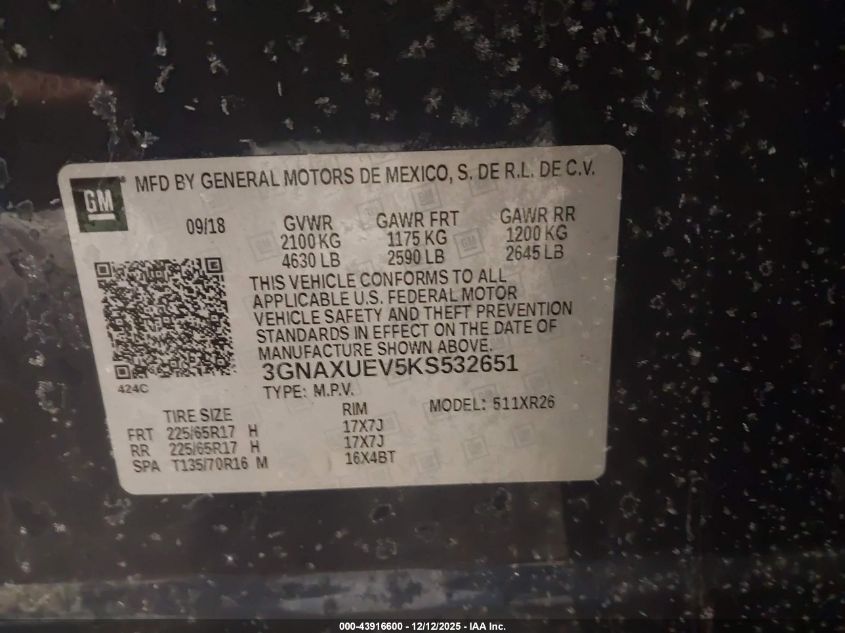 GM
MFD BY GENERAL MOTORS DE MEXICO, S. DE R.L. DE C.V.
09/18 GVWR GAWR FRT GAWR RR
2100 KG 1175 KG 1200 KG
4630 LB 2590 LB 2645 LB
THIS VEHICLE CONFORMS TO ALL
APPLICABLE U.S. FEDERAL MOTOR
VEHICLE SAFETY AND THEFT PREVENTION
STANDARDS IN EFFECT ON THE DATE OF
MANUFACTURE SHOWN ABOVE.
3GNAXUEV5KS532651
424C
TYPE: M.P.V.
TIRE SIZE RIM MODEL: 511XR26
FRT 225/65R17 H 17X7J
RR 225/65R17 H 17X7J
SPA T135/70R16 M 16X4BT
000-43916600 - 12/12/2025 - IAA Inc.